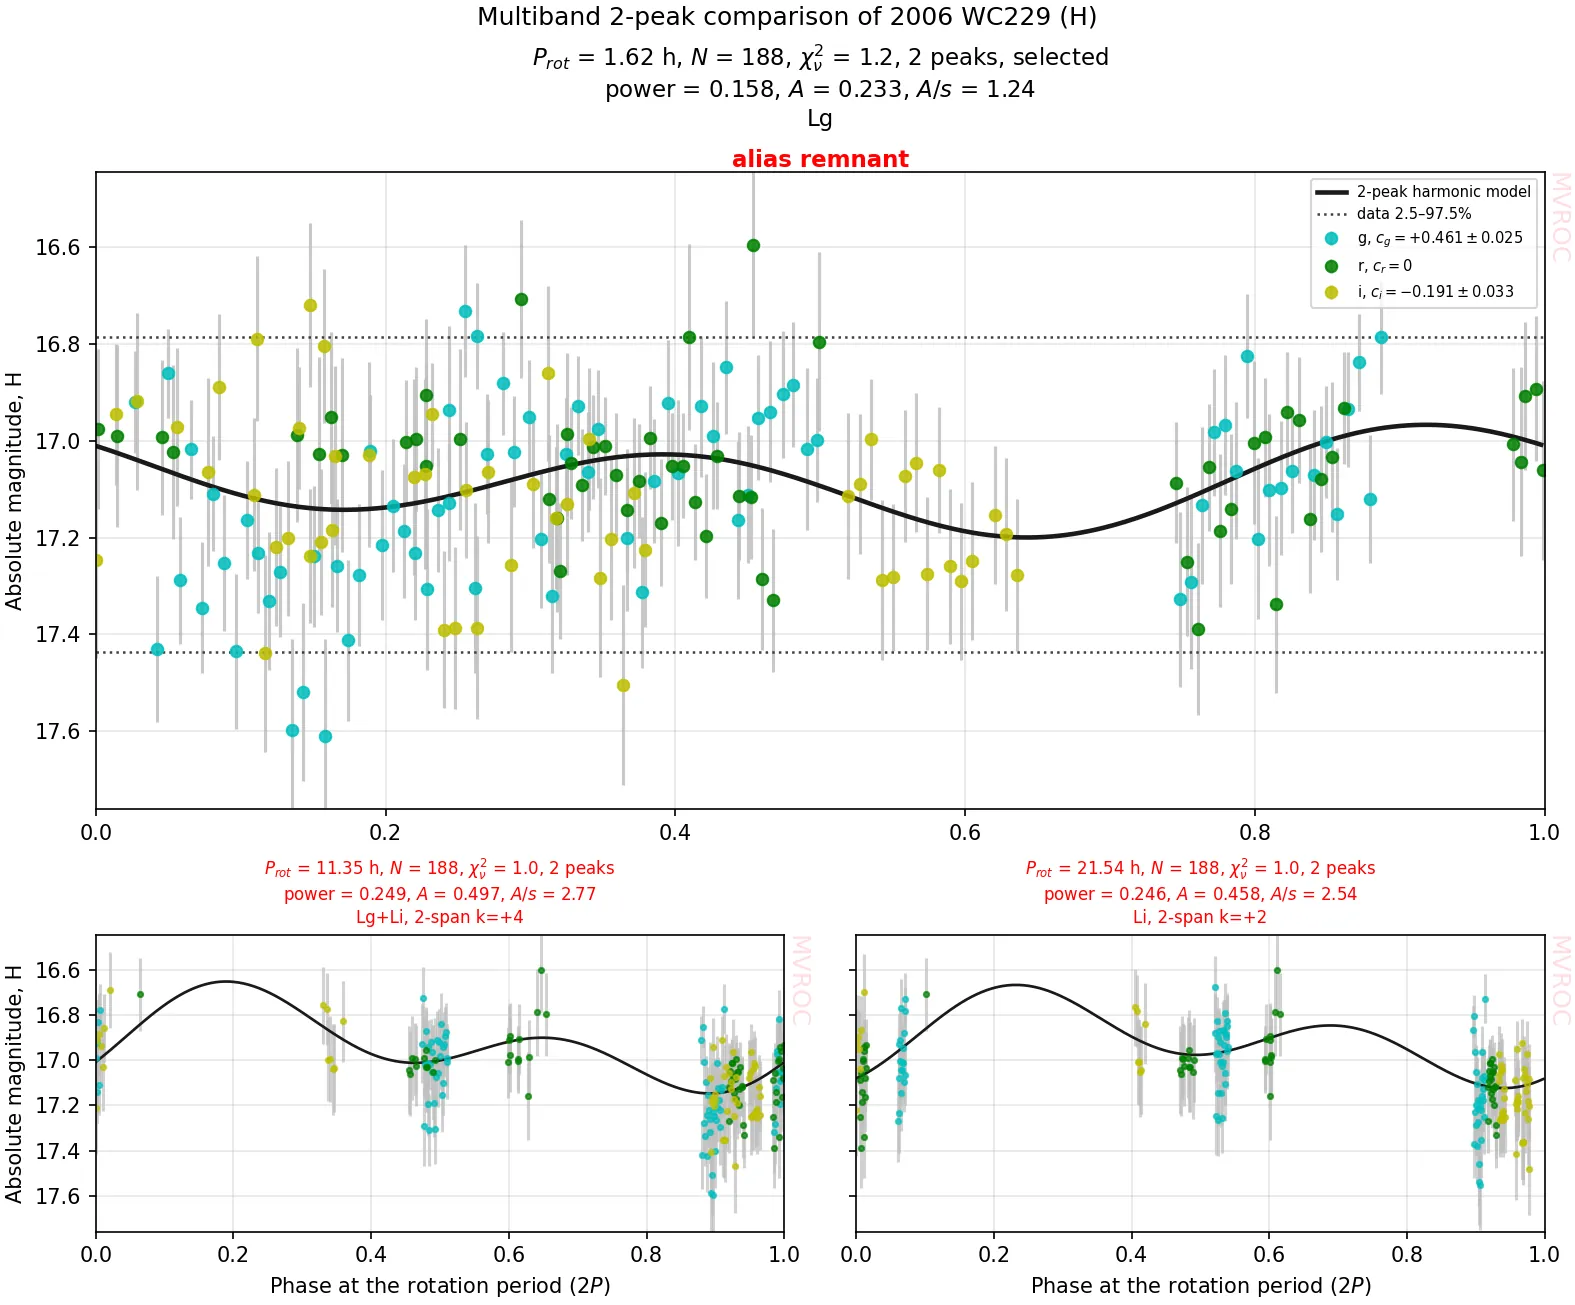 Multiband 2-peak comparison of 2006 WC229 (H)
P_rot = 1.62 h, N = 188, χ²_ν = 1.2, 2 peaks, selected
power = 0.158, A = 0.233, A/s = 1.24
Lg
alias remnant
MVROC
2-peak harmonic model
data 2.5–97.5%
g, c_g = +0.461 ± 0.025
r, c_r = 0
i, c_i = −0.191 ± 0.033
Absolute magnitude, H
16.6
16.8
17.0
17.2
17.4
17.6
0.0 0.2 0.4 0.6 0.8 1.0
P_rot = 11.35 h, N = 188, χ²_ν = 1.0, 2 peaks
power = 0.249, A = 0.497, A/s = 2.77
Lg+Li, 2-span k=+4
MVROC
Absolute magnitude, H
16.6
16.8
17.0
17.2
17.4
17.6
0.0 0.2 0.4 0.6 0.8 1.0
Phase at the rotation period (2P)
P_rot = 21.54 h, N = 188, χ²_ν = 1.0, 2 peaks
power = 0.246, A = 0.458, A/s = 2.54
Li, 2-span k=+2
MVROC
0.0 0.2 0.4 0.6 0.8 1.0
Phase at the rotation period (2P)